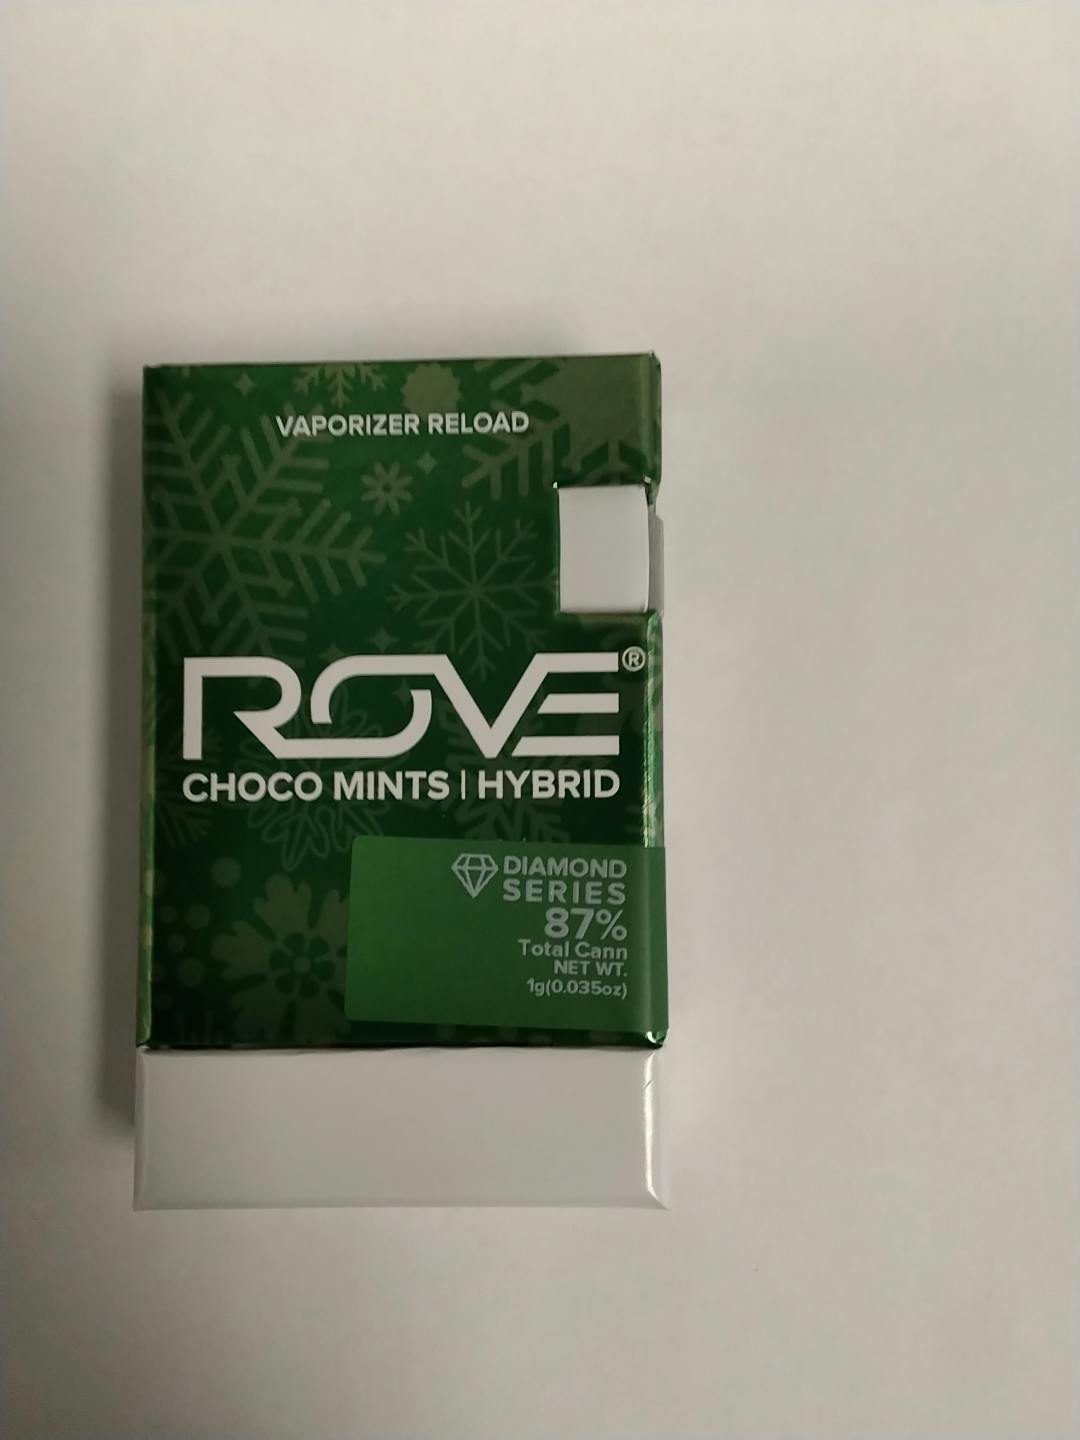 VAPORIZER RELOAD
ROVE®
CHOCO MINTS | HYBRID
DIAMOND
SERIES
87%
Total Cann
NET WT.
1g(0.035oz)